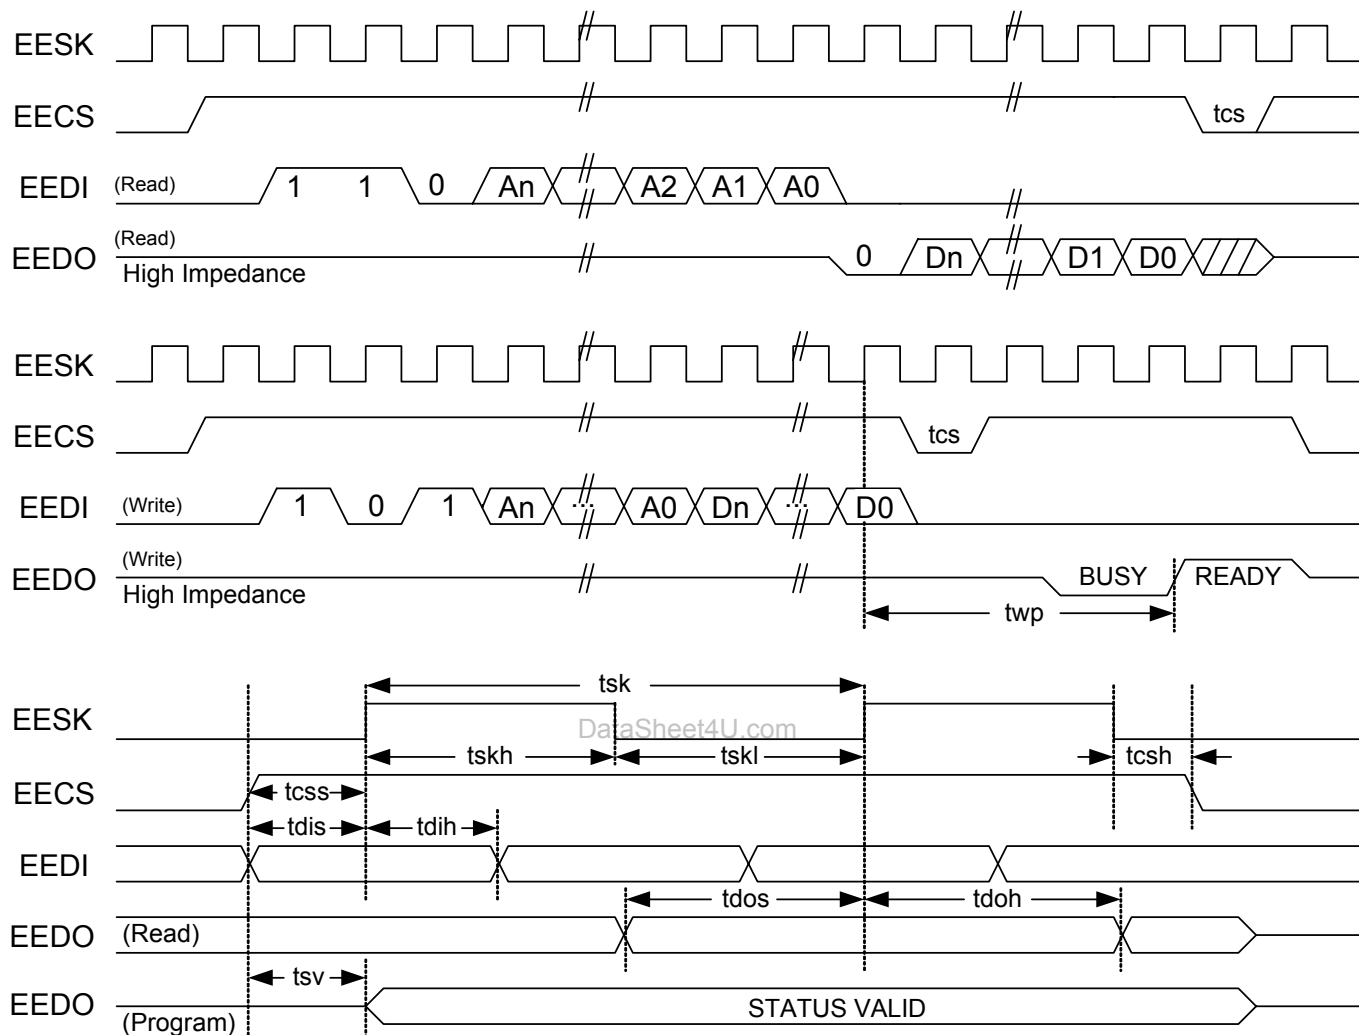 EESK
EECS tcs
EEDI (Read) 1 1 0 An A2 A1 A0
EEDO (Read) 0 Dn D1 D0
High Impedance
EESK
EECS tcs
EEDI (Write) 1 0 1 An ... A0 Dn ... D0
EEDO (Write) BUSY READY
High Impedance
twp
tsk
EESK
DataSheet4U.com
tskh tskl tcsh
EECS tcss
tdis tdih
EEDI
tdos tdoh
EEDO (Read)
tsv
EEDO STATUS VALID
(Program)